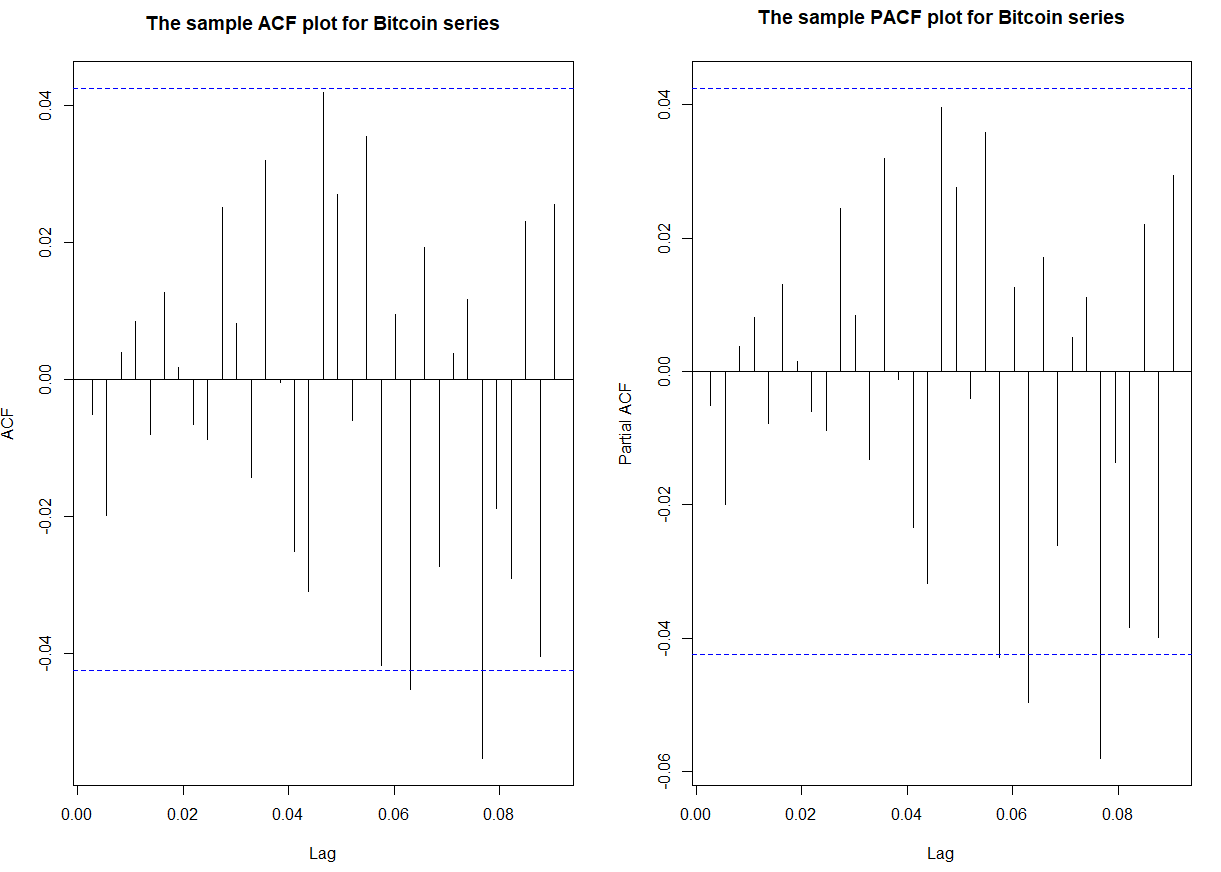 The sample ACF plot for Bitcoin series
ACF
0.04
0.02
0.00
-0.02
-0.04
0.00 0.02 0.04 0.06 0.08
Lag
The sample PACF plot for Bitcoin series
Partial ACF
0.04
0.02
0.00
-0.02
-0.04
-0.06
0.00 0.02 0.04 0.06 0.08
Lag